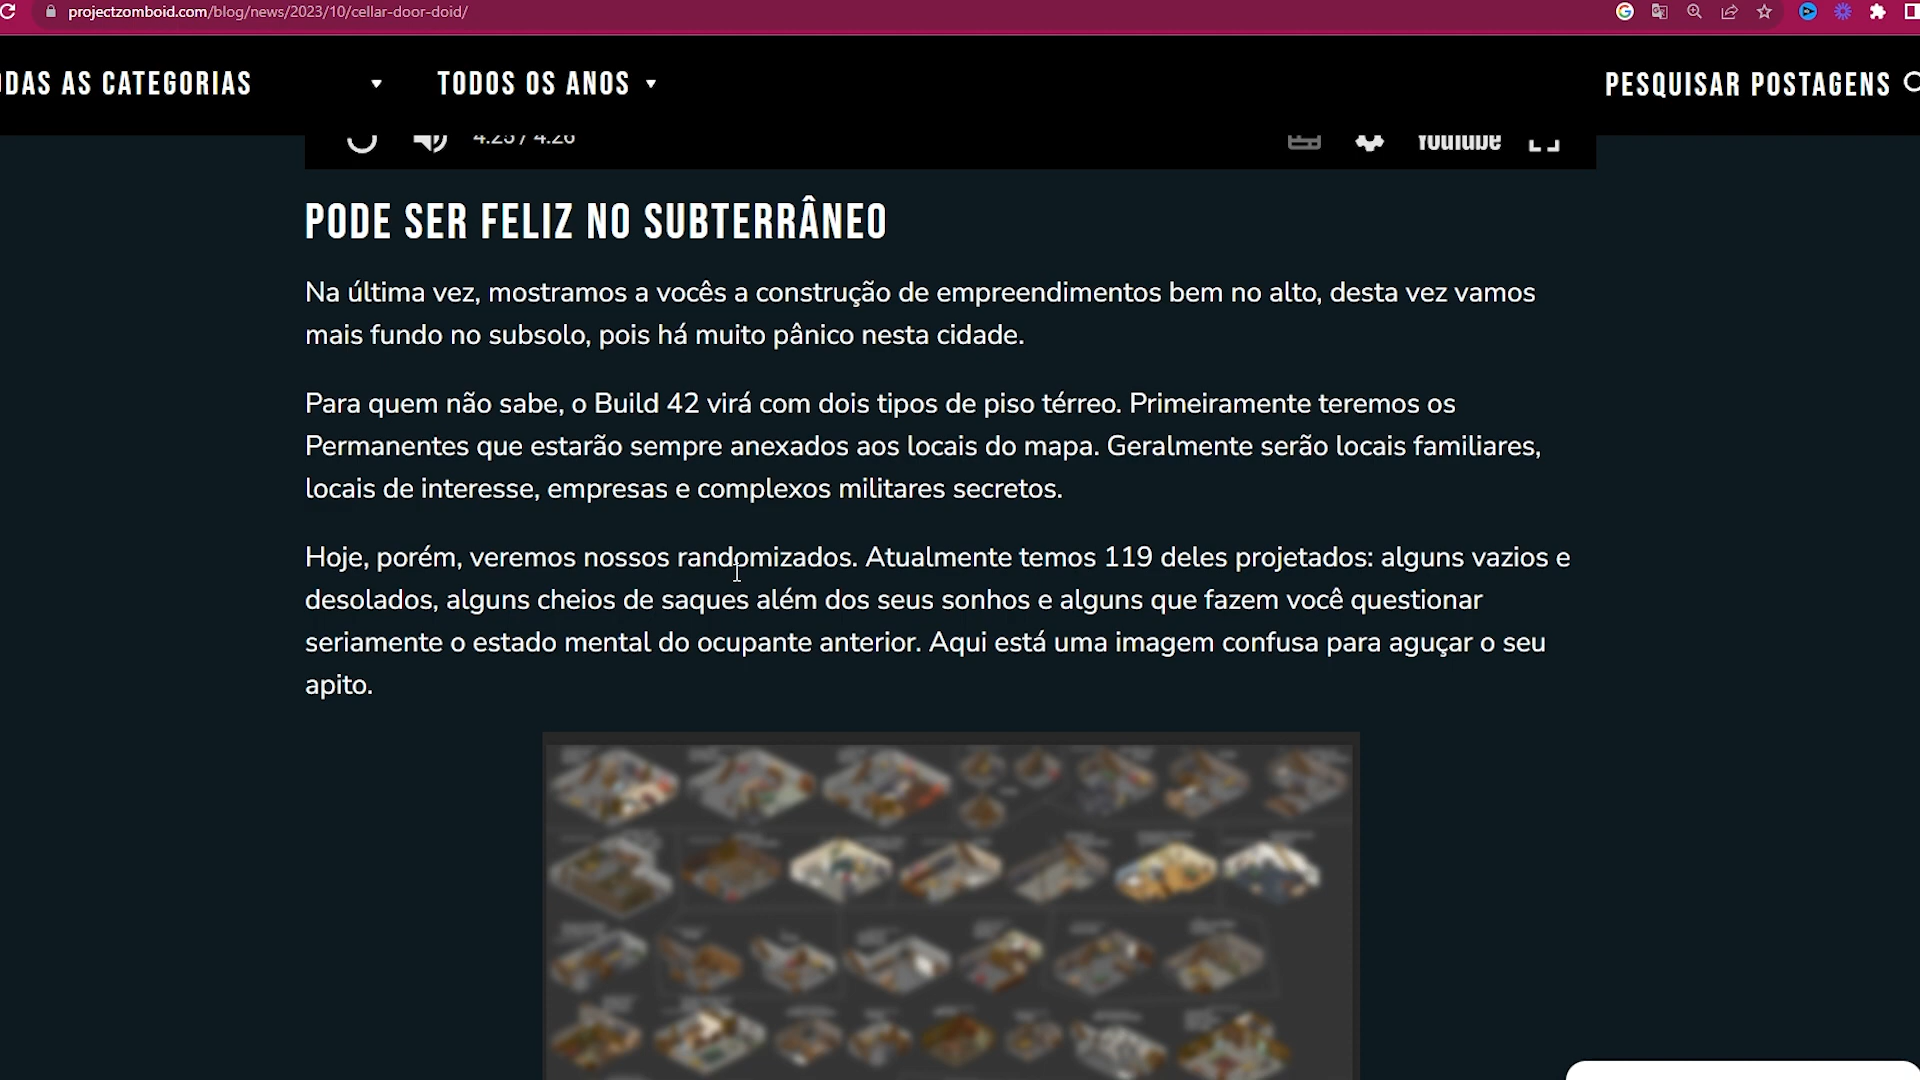 projectzomboid.com/blog/news/2023/10/cellar-door-doid/
DAS AS CATEGORIAS
TODOS OS ANOS
PESQUISAR POSTAGENS
4:25 / 4:26
YouTube
PODE SER FELIZ NO SUBTERRÂNEO
Na última vez, mostramos a vocês a construção de empreendimentos bem no alto, desta vez vamos
mais fundo no subsolo, pois há muito pânico nesta cidade.
Para quem não sabe, o Build 42 virá com dois tipos de piso térreo. Primeiramente teremos os
Permanentes que estarão sempre anexados aos locais do mapa. Geralmente serão locais familiares,
locais de interesse, empresas e complexos militares secretos.
Hoje, porém, veremos nossos randomizados. Atualmente temos 119 deles projetados: alguns vazios e
desolados, alguns cheios de saques além dos seus sonhos e alguns que fazem você questionar
seriamente o estado mental do ocupante anterior. Aqui está uma imagem confusa para aguçar o seu
apito.